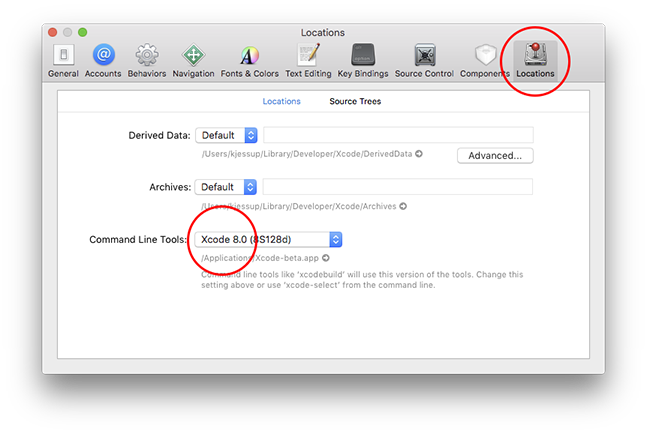 Locations
General Accounts Behaviors Navigation Fonts & Colors Text Editing Key Bindings Source Control Components Locations
Locations Source Trees
Derived Data: Default
/Users/kjessup/Library/Developer/Xcode/DerivedData
Advanced...
Archives: Default
/Users/kjessup/Library/Developer/Xcode/Archives
Command Line Tools: Xcode 8.0 (8S128d)
/Applications/Xcode-beta.app
Command line tools like 'xcodebuild' will use this version of the tools. Change this
setting above or use 'xcode-select' from the command line.